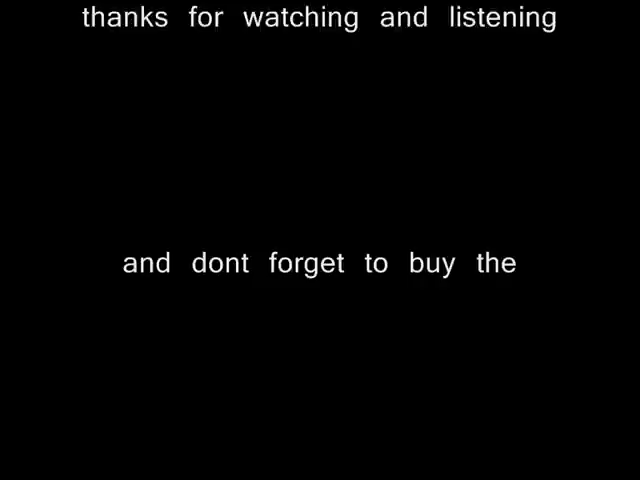 thanks for watching and listening
and dont forget to buy the